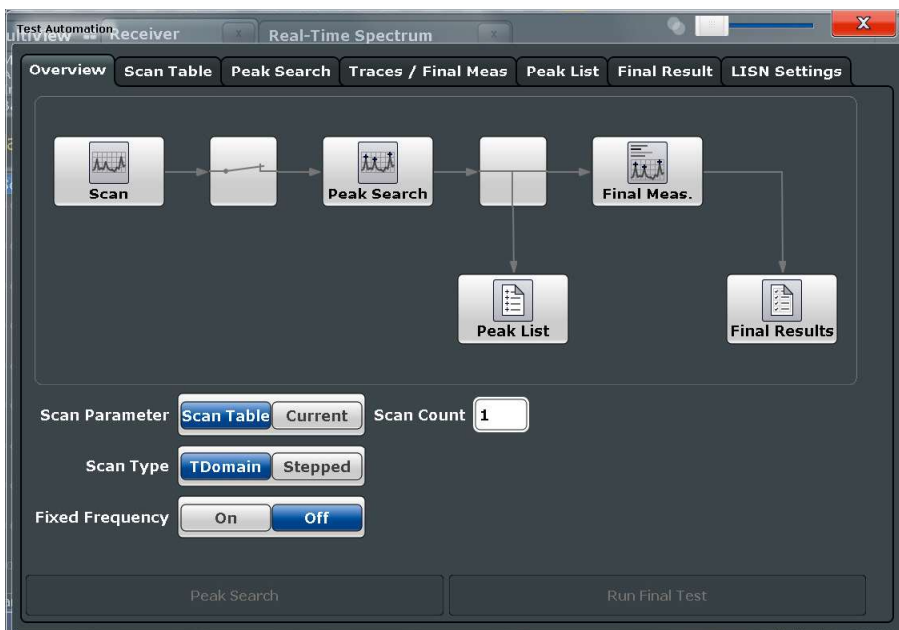 Test Automation
Receiver
Real-Time Spectrum
Overview
Scan Table
Peak Search
Traces / Final Meas
Peak List
Final Result
LISN Settings
Scan
Peak Search
Final Meas.
Peak List
Final Results
Scan Parameter
Scan Table
Current
Scan Count
1
Scan Type
TDomain
Stepped
Fixed Frequency
On
Off
Peak Search
Run Final Test